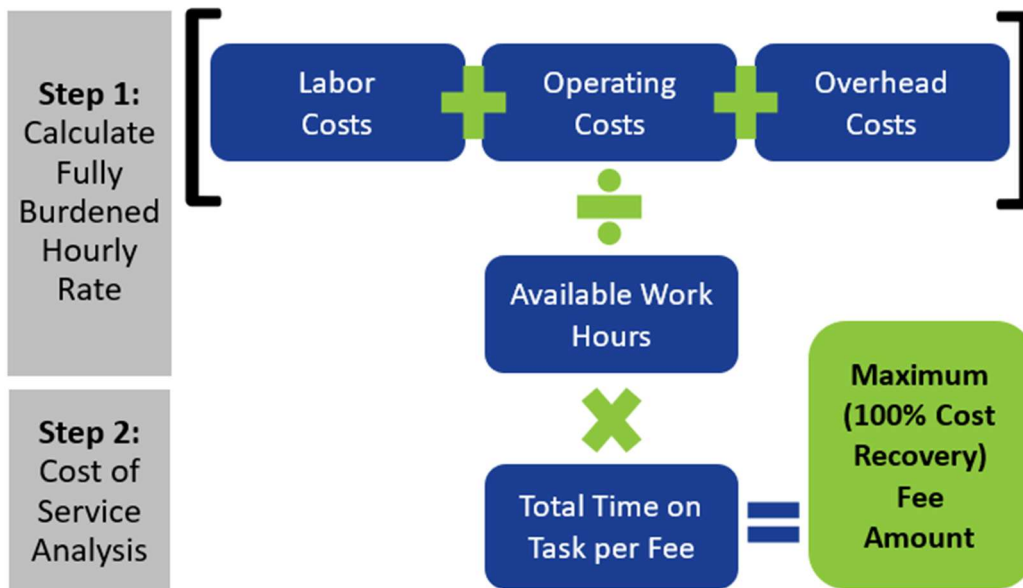 Step 1:
Calculate
Fully
Burdened
Hourly
Rate
Labor
Costs
Operating
Costs
Overhead
Costs
Available Work
Hours
Step 2:
Cost of
Service
Analysis
Total Time on
Task per Fee
Maximum
(100% Cost
Recovery)
Fee
Amount